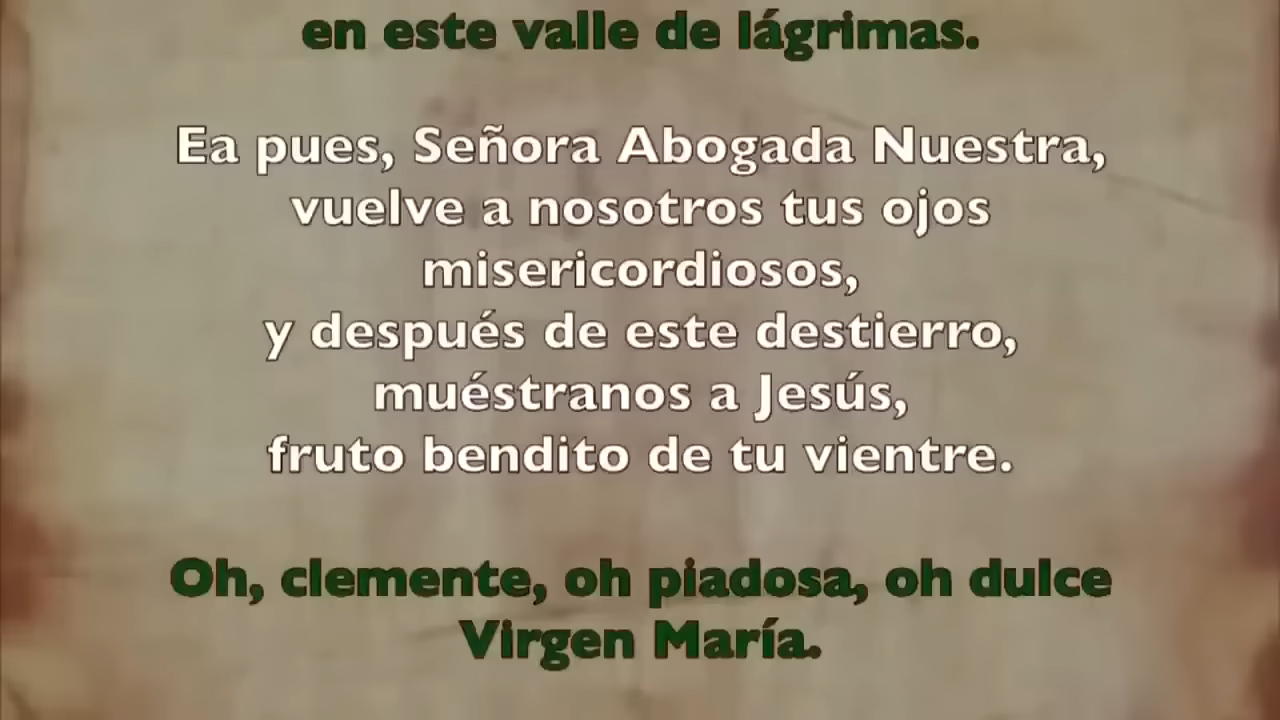 en este valle de lágrimas.
Ea pues, Señora Abogada Nuestra,
vuelve a nosotros tus ojos
misericordiosos,
y después de este destierro,
muéstranos a Jesús,
fruto bendito de tu vientre.
Oh, clemente, oh piadosa, oh dulce
Virgen María.